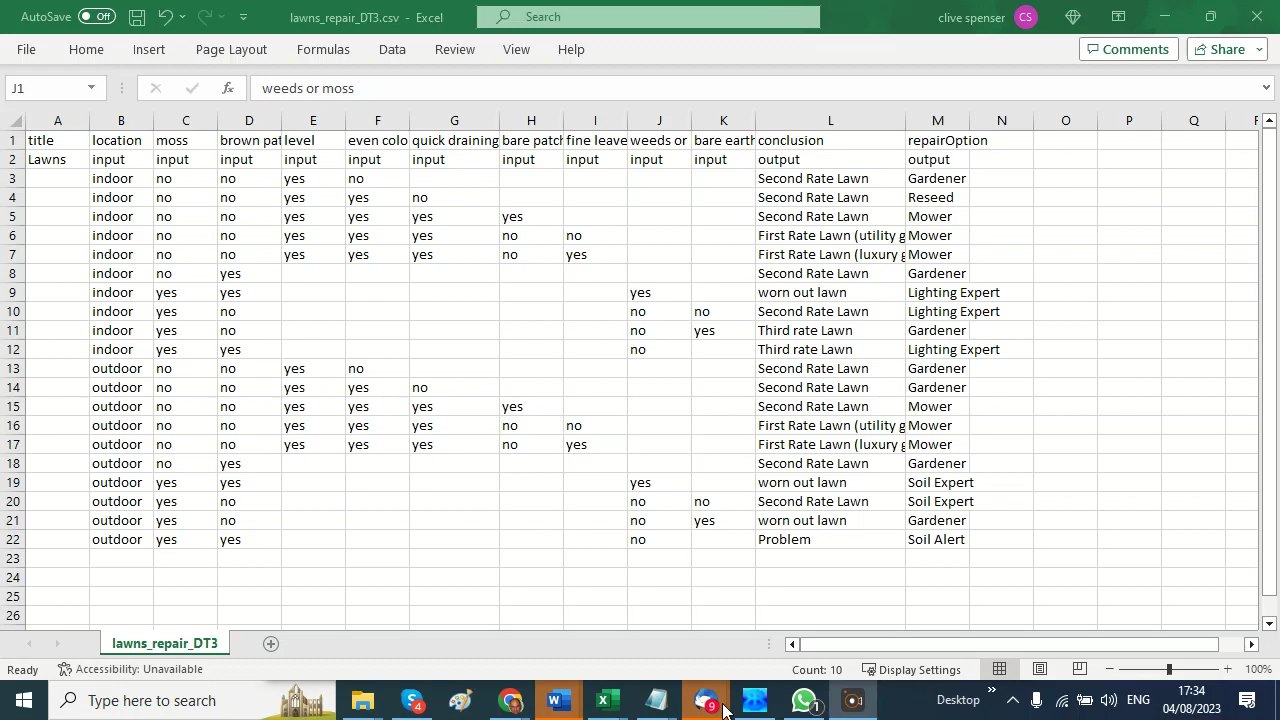 AutoSave Off lawns_repair_DT3.csv - Excel Search clive spenser CS
File Home Insert Page Layout Formulas Data Review View Help Comments Share
J1 fx weeds or moss
A B C D E F G H I J K L M N O P Q R
1 title location moss brown pat level even colo quick draining bare patch fine leave weeds or bare earth conclusion repairOption
2 Lawns input input input input input input input input input input output output
3 indoor no no yes no Second Rate Lawn Gardener
4 indoor no no yes yes no Second Rate Lawn Reseed
5 indoor no no yes yes yes yes Second Rate Lawn Mower
6 indoor no no yes yes yes no no First Rate Lawn (utility g Mower
7 indoor no no yes yes yes no yes First Rate Lawn (luxury g Mower
8 indoor no yes Second Rate Lawn Gardener
9 indoor yes yes yes worn out lawn Lighting Expert
10 indoor yes no no no Second Rate Lawn Lighting Expert
11 indoor yes no no yes Third rate Lawn Gardener
12 indoor yes yes no Third rate Lawn Lighting Expert
13 outdoor no no yes no Second Rate Lawn Gardener
14 outdoor no no yes yes no Second Rate Lawn Gardener
15 outdoor no no yes yes yes yes Second Rate Lawn Mower
16 outdoor no no yes yes yes no no First Rate Lawn (utility g Mower
17 outdoor no no yes yes yes no yes First Rate Lawn (luxury g Mower
18 outdoor no yes Second Rate Lawn Gardener
19 outdoor yes yes yes worn out lawn Soil Expert
20 outdoor yes no no no Second Rate Lawn Soil Expert
21 outdoor yes no no yes worn out lawn Gardener
22 outdoor yes yes no Problem Soil Alert
23
24
25
26
lawns_repair_DT3
Ready Accessibility: Unavailable Count: 10 Display Settings 100%
Type here to search 4 9 1 Desktop ENG 17:34
04/08/2023